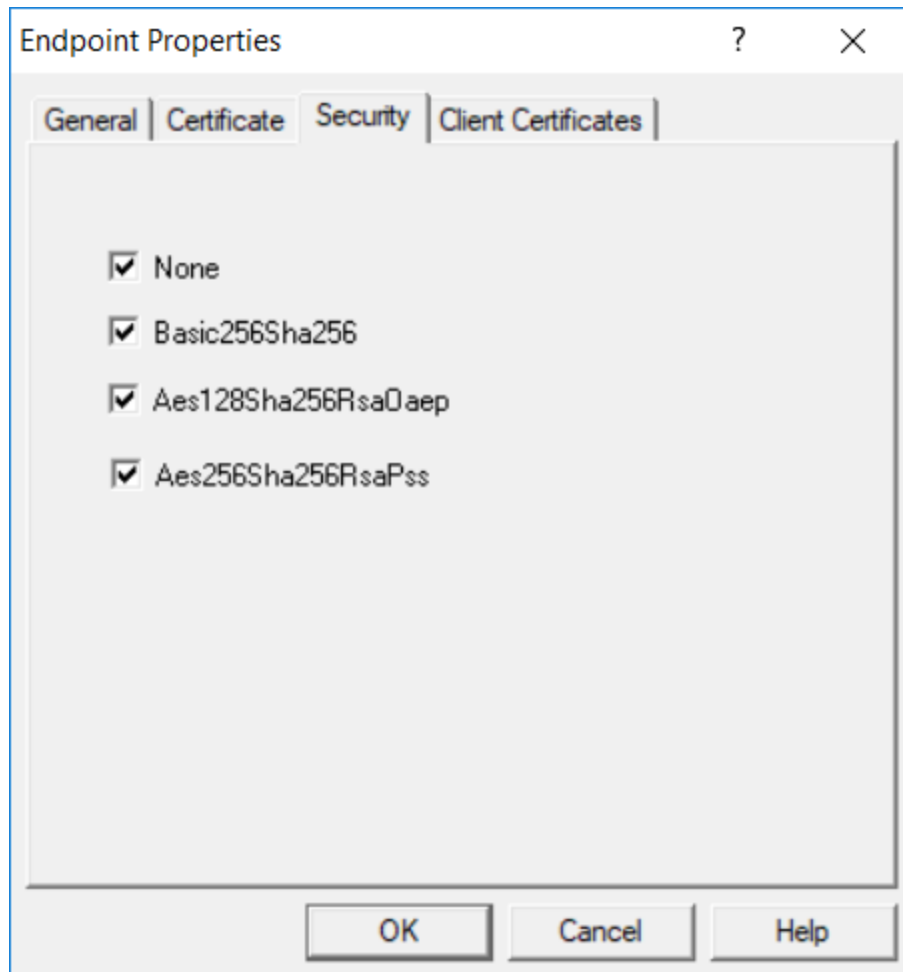 Endpoint Properties ?
General Certificate Security Client Certificates
None
Basic256Sha256
Aes128Sha256RsaOaep
Aes256Sha256RsaPss
OK Cancel Help